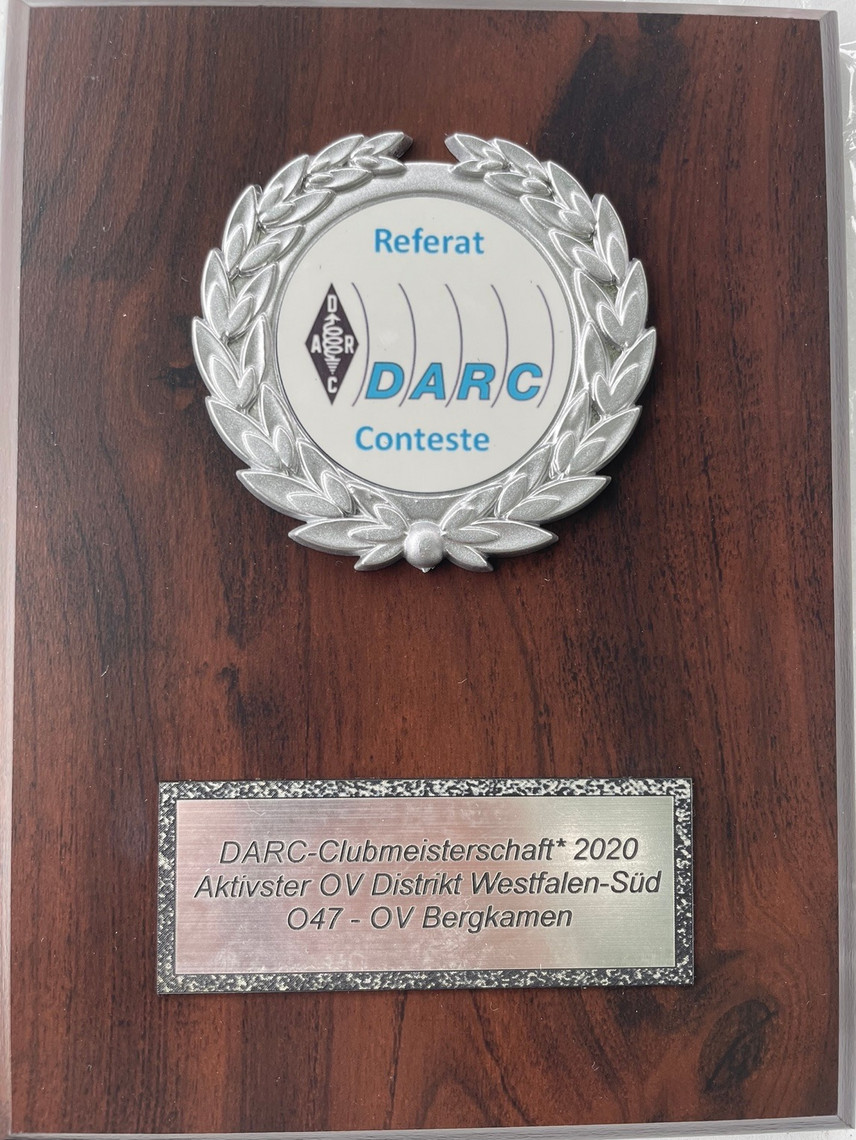 Referat
D
A R
C
DARC
Conteste
DARC-Clubmeisterschaft* 2020
Aktivster OV Distrikt Westfalen-Süd
O47 - OV Bergkamen